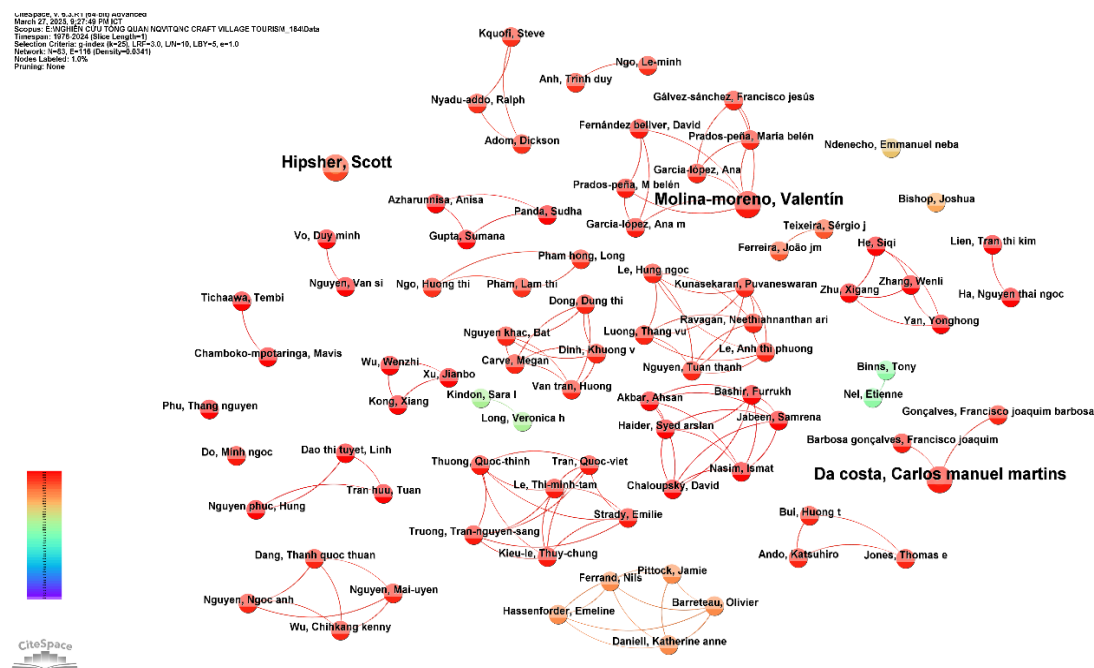 CiteSpace, v. 6.3.R1 (64-bit) Advanced
March 27, 2025, 9:27:49 PM ICT
Scopus: E:\NGHIÊN CỨU TỔNG QUAN NQV\TQNC CRAFT VILLAGE TOURISM_184\Data
Timespan: 1976-2024 (Slice Length=1)
Selection Criteria: g-index (k=25), LRF=3.0, L/N=10, LBY=5, e=1.0
Network: N=83, E=116 (Density=0.0341)
Nodes Labeled: 1.0%
Pruning: None
Kquofi, Steve
Ngo, Le-minh
Anh, Trinh duy
Nyadu-addo, Ralph
Gálvez-sánchez, Francisco jesús
Fernández bellver, David
Prados-peña, María belén
Adom, Dickson
Ndenecho, Emmanuel neba
Hipsher, Scott
Garcia-lopez, Ana
Prados-peña, M belén
Molina-moreno, Valentín
Bishop, Joshua
Azharunnisa, Anisa
Panda, Sudha
Garcia-lopez, Ana m
Teixeira, Sérgio j
Gupta, Sumana
Vo, Duy minh
Ferreira, João jm
He, Siqi
Lien, Tran thi kim
Pham hong, Long
Le, Hung ngoc
Kunasekaran, Puvaneswaran
Nguyen, Van si
Ngo, Huong thi
Pham, Lam thi
Zhu, Xigang
Zhang, Wenli
Ha, Nguyen thai ngoc
Tichaawa, Tembi
Dong, Dung thi
Ravagan, Neethiahnanthan ari
Yan, Yonghong
Nguyen khac, Bat
Luong, Thang vu
Chamboko-mpotaringa, Mavis
Carve, Megan
Dinh, Khuong v
Le, Anh thi phuong
Wu, Wenzhi
Xu, Jianbo
Nguyen, Tuan thanh
Binns, Tony
Van tran, Huong
Bashir, Furrukh
Kindon, Sara l
Akbar, Ahsan
Nel, Etienne
Phu, Thang nguyen
Kong, Xiang
Jabeen, Samrena
Gonçalves, Francisco joaquim barbosa
Long, Veronica h
Haider, Syed arslan
Barbosa gonçalves, Francisco joaquim
Do, Minh ngoc
Dao thi tuyet, Linh
Thuong, Quoc-thinh
Tran, Quoc-viet
Nasim, Ismat
Da costa, Carlos manuel martins
Chaloupský, David
Le, Thi-minh-tam
Tran huu, Tuan
Nguyen phuc, Hung
Strady, Emilie
Bui, Huong t
Truong, Tran-nguyen-sang
Kieu-le, Thuy-chung
Ando, Katsuhiro
Jones, Thomas e
Dang, Thanh quoc thuan
Ferrand, Nils
Pittock, Jamie
Nguyen, Ngoc anh
Nguyen, Mai-uyen
Hassenforder, Emeline
Barreteau, Olivier
Wu, Chihkang kenny
Daniell, Katherine anne
CiteSpace